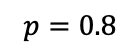 p = 0.8